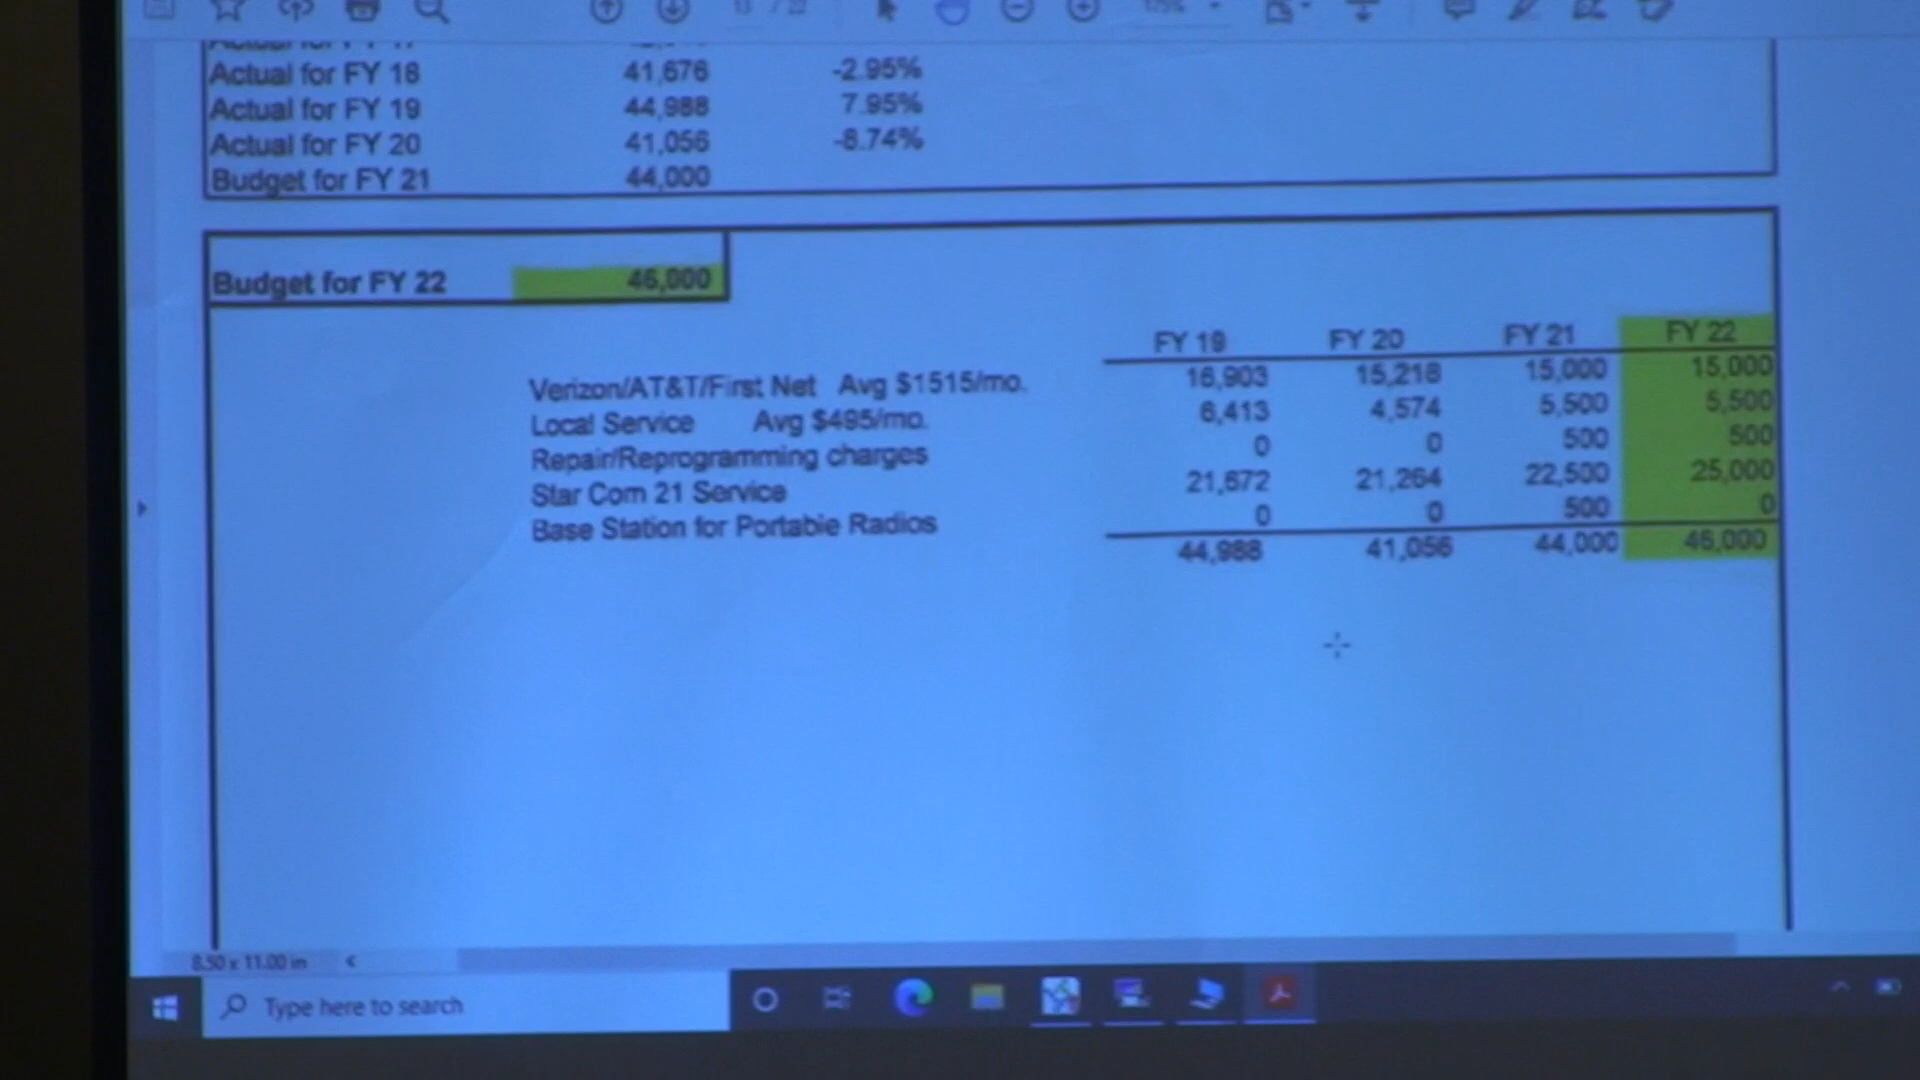 Actual for FY 18 41,676 -2.95%
Actual for FY 19 44,988 7.95%
Actual for FY 20 41,056 -8.74%
Budget for FY 21 44,000
Budget for FY 22 46,000
FY 19 FY 20 FY 21 FY 22
Verizon/AT&T/First Net Avg $1515/mo. 16,903 15,218 15,000 15,000
Local Service Avg $495/mo. 6,413 4,574 5,500 5,500
Repair/Reprogramming charges 0 0 500 500
Star Com 21 Service 21,672 21,264 22,500 25,000
Base Station for Portable Radios 0 0 500 0
44,988 41,056 44,000 46,000
8.50 x 11.00 in
Type here to search